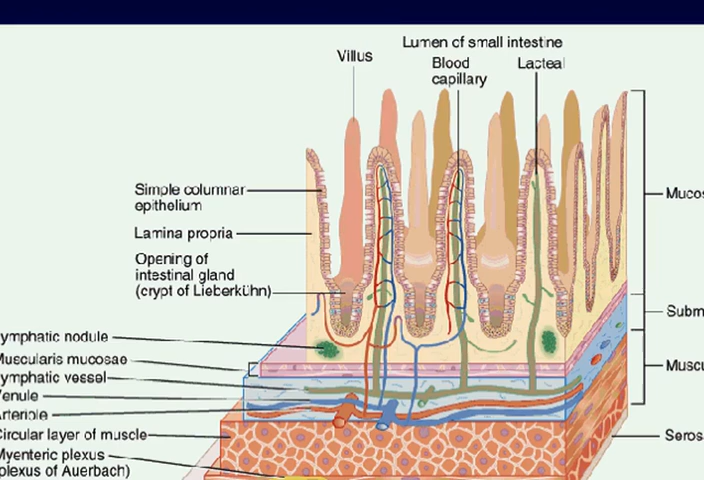 Lumen of small intestine
Villus
Blood
capillary
Lacteal
Simple columnar
epithelium
Lamina propria
Opening of
intestinal gland
(crypt of Lieberkühn)
ymphatic nodule
Muscularis mucosae
ymphatic vessel
Venule
Arteriole
Circular layer of muscle
Myenteric plexus
plexus of Auerbach)
Mucos
Subm
Muscu
Seros